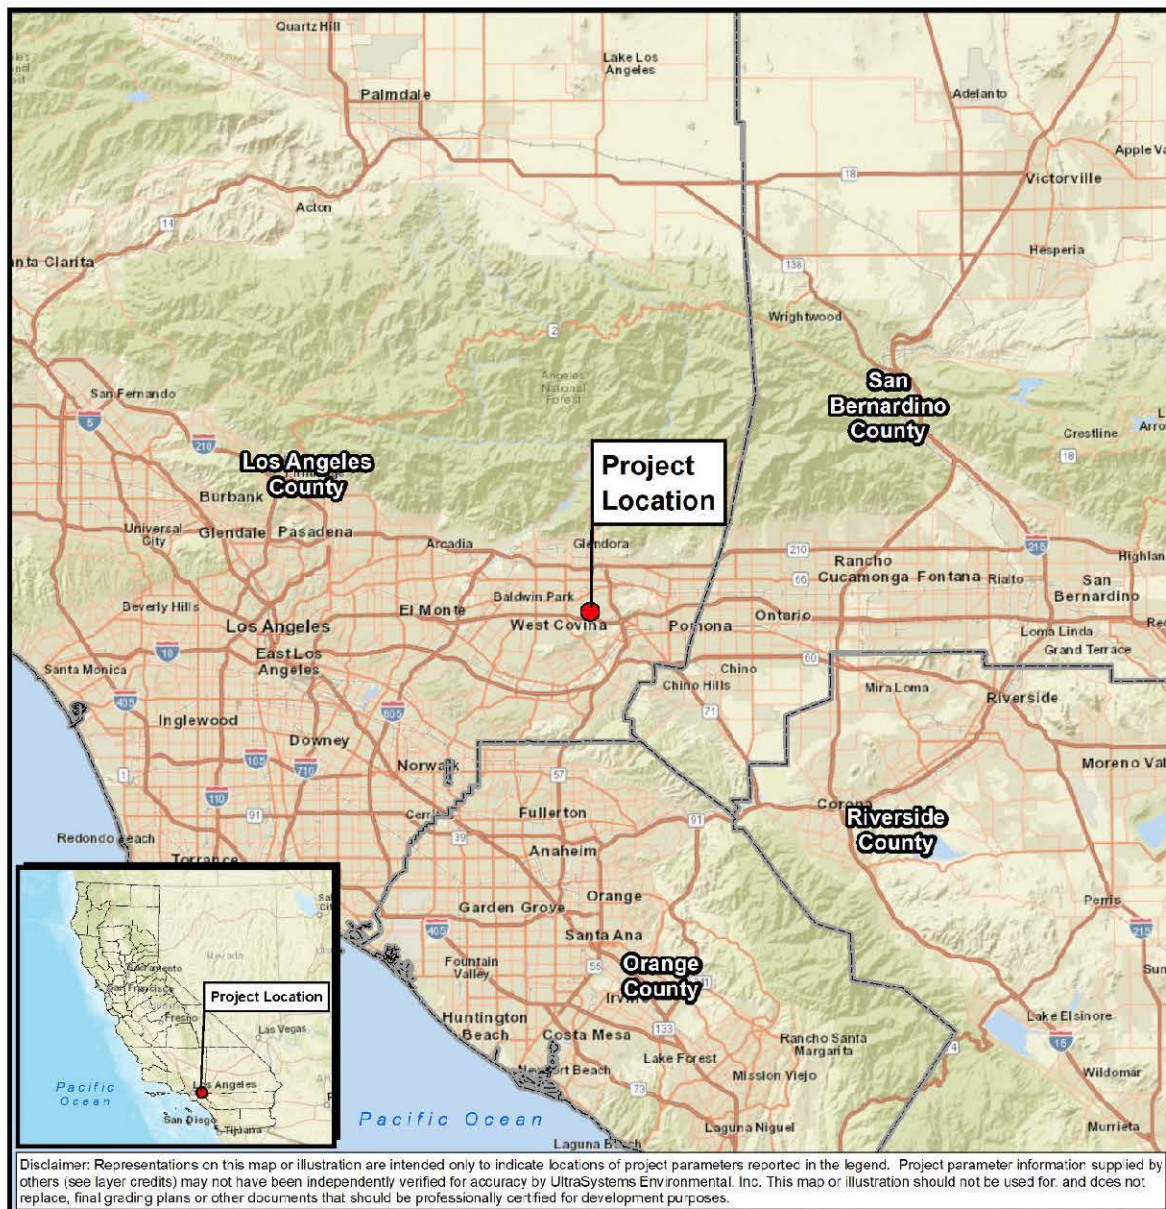 Quartz Hill
Lake Los
Angeles
Palmdale
Adelanto
Apple Va
18
Victorville
Acton
14
Hesperia
nta Clarita
138
Wrightwood
2
Angeles
National
Forest
San
Bernardino
County
San Fernando
5
210
Crestline
18
Project
Location
Los Angeles
County
Burbank
Universal
City
Glendale
Pasadena
Arcadia
Glendora
210
215
Highlan
Rancho
Cucamonga
Fontana
Rialto
San
Bernardino
66
Baldwin Park
Beverly Hills
El Monte
West Covina
Pomona
Ontario
Los Angeles
East Los
Angeles
10
Loma Linda
Grand Terrace
Santa Monica
Chino
60
Chino Hills
Mira Loma
Riverside
405
605
71
Inglewood
Downey
105
710
Norwalk
Moreno Val
1
110
57
91
Fullerton
91
Corona
Riverside
County
39
Redondo Beach
Anaheim
Torrance
Orange
Garden Grove
405
Santa Ana
Perris
215
Fountain
Valley
55
Orange
County
Huntington
Beach
Costa Mesa
133
Rancho Santa
Margarita
Lake Elsinore
15
Lake Forest
73
Mission Viejo
Wildomar
Pacific Ocean
Laguna Niguel
Murrieta
Nevada
Sacramento
San Francisco
Fresno
Project Location
Las Vegas
Los Angeles
Pacific
Ocean
San Diego
Tijuana
Disclaimer: Representations on this map or illustration are intended only to indicate locations of project parameters reported in the legend. Project parameter information supplied by
others (see layer credits) may not have been independently verified for accuracy by UltraSystems Environmental, Inc. This map or illustration should not be used for, and does not
replace, final grading plans or other documents that should be professionally certified for development purposes.